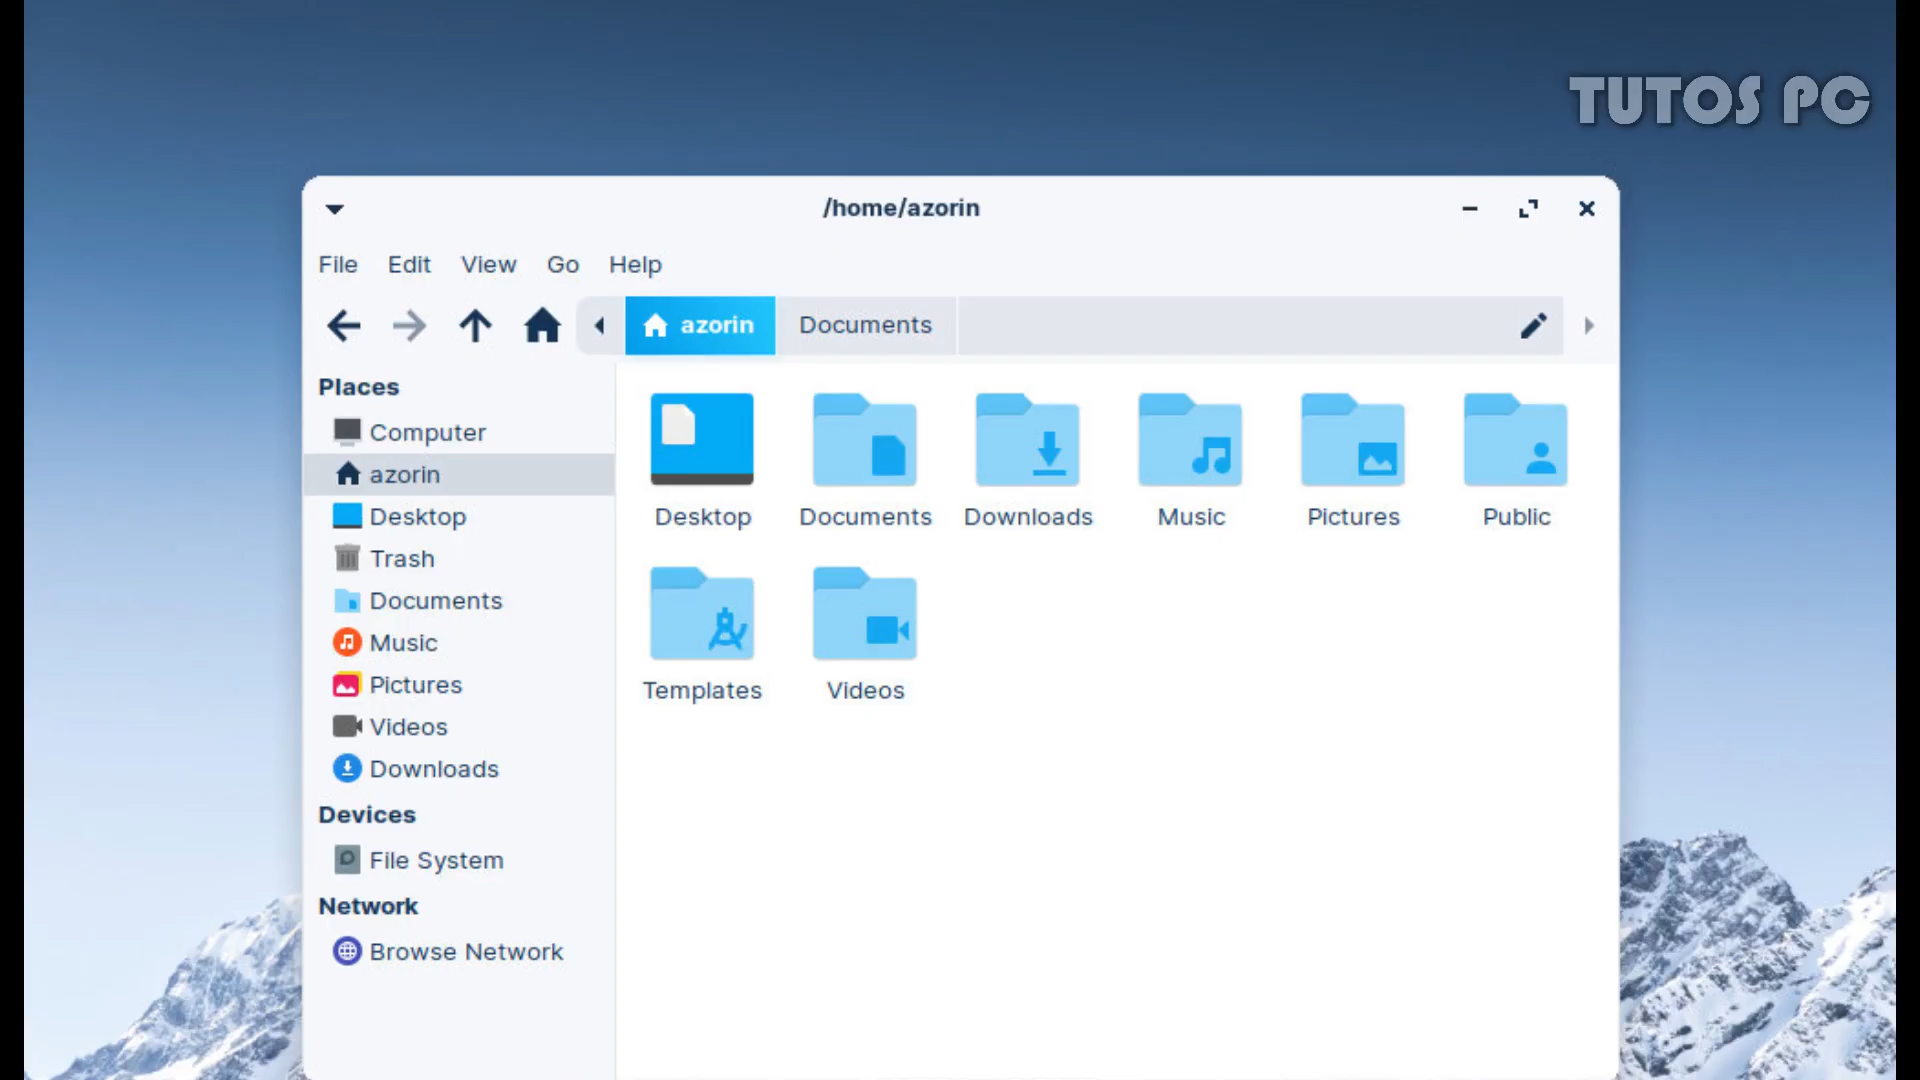 TUTOS PC
/home/azorin
File Edit View Go Help
azorin Documents
Places
Computer
azorin
Desktop
Trash
Documents
Music
Pictures
Videos
Downloads
Devices
File System
Network
Browse Network
Desktop Documents Downloads Music Pictures Public
Templates Videos